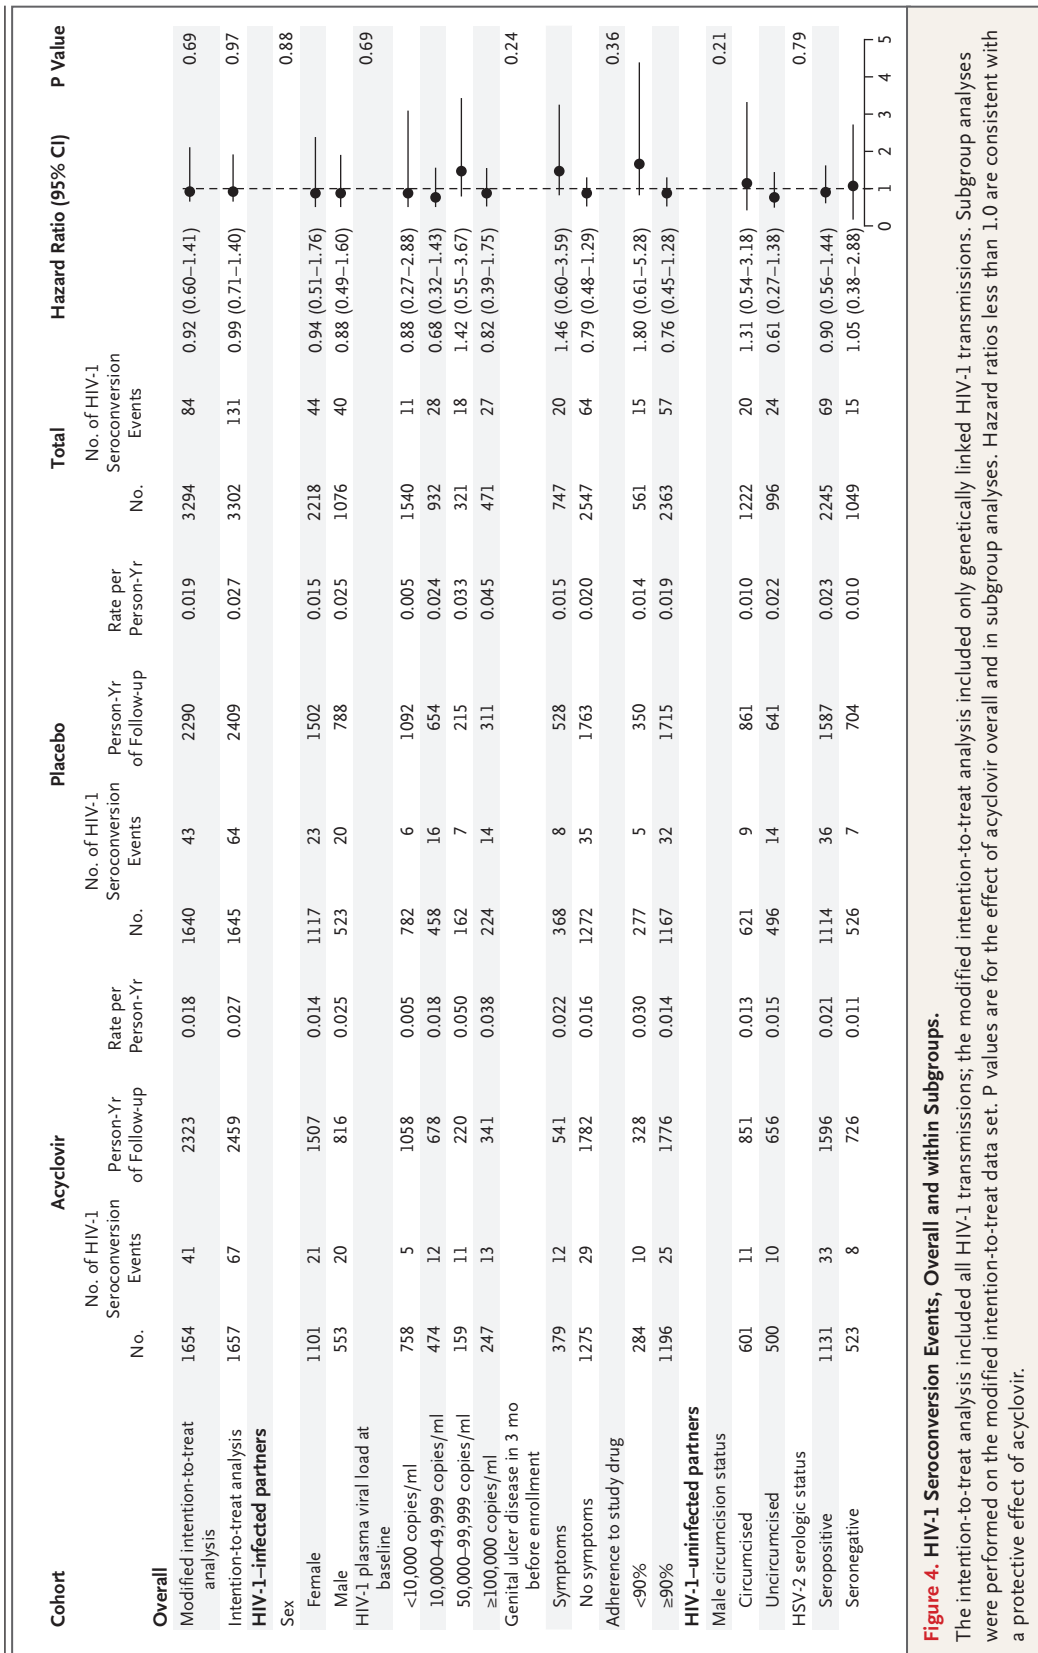 Cohort Acyclovir Placebo Total Hazard Ratio (95% CI) P Value
No. No. of HIV-1 Seroconversion Events Person-Yr of Follow-up Rate per Person-Yr No. No. of HIV-1 Seroconversion Events Person-Yr of Follow-up Rate per Person-Yr No. No. of HIV-1 Seroconversion Events
Overall
Modified intention-to-treat analysis 1654 41 2323 0.018 1640 43 2290 0.019 3294 84 0.92 (0.60–1.41) 0.69
Intention-to-treat analysis 1657 67 2459 0.027 1645 64 2409 0.027 3302 131 0.99 (0.71–1.40) 0.97
HIV-1–infected partners
Sex 0.88
Female 1101 21 1507 0.014 1117 23 1502 0.015 2218 44 0.94 (0.51–1.76)
Male 553 20 816 0.025 523 20 788 0.025 1076 40 0.88 (0.49–1.60)
HIV-1 plasma viral load at baseline 0.69
<10,000 copies/ml 758 5 1058 0.005 782 6 1092 0.005 1540 11 0.88 (0.27–2.88)
10,000–49,999 copies/ml 474 12 678 0.018 458 16 654 0.024 932 28 0.68 (0.32–1.43)
50,000–99,999 copies/ml 159 11 220 0.050 162 7 215 0.033 321 18 1.42 (0.55–3.67)
≥100,000 copies/ml 247 13 341 0.038 224 14 311 0.045 471 27 0.82 (0.39–1.75)
Genital ulcer disease in 3 mo before enrollment 0.24
Symptoms 379 12 541 0.022 368 8 528 0.015 747 20 1.46 (0.60–3.59)
No symptoms 1275 29 1782 0.016 1272 35 1763 0.020 2547 64 0.79 (0.48–1.29)
Adherence to study drug 0.36
<90% 284 10 328 0.030 277 5 350 0.014 561 15 1.80 (0.61–5.28)
≥90% 1196 25 1776 0.014 1167 32 1715 0.019 2363 57 0.76 (0.45–1.28)
HIV-1–uninfected partners
Male circumcision status 0.21
Circumcised 601 11 851 0.013 621 9 861 0.010 1222 20 1.31 (0.54–3.18)
Uncircumcised 500 10 656 0.015 496 14 641 0.022 996 24 0.61 (0.27–1.38)
HSV-2 serologic status 0.79
Seropositive 1131 33 1596 0.021 1114 36 1587 0.023 2245 69 0.90 (0.56–1.44)
Seronegative 523 8 726 0.011 526 7 704 0.010 1049 15 1.05 (0.38–2.88)
0 1 2 3 4 5
Figure 4. HIV-1 Seroconversion Events, Overall and within Subgroups.
The intention-to-treat analysis included all HIV-1 transmissions; the modified intention-to-treat analysis included only genetically linked HIV-1 transmissions. Subgroup analyses
were performed on the modified intention-to-treat data set. P values are for the effect of acyclovir overall and in subgroup analyses. Hazard ratios less than 1.0 are consistent with
a protective effect of acyclovir.